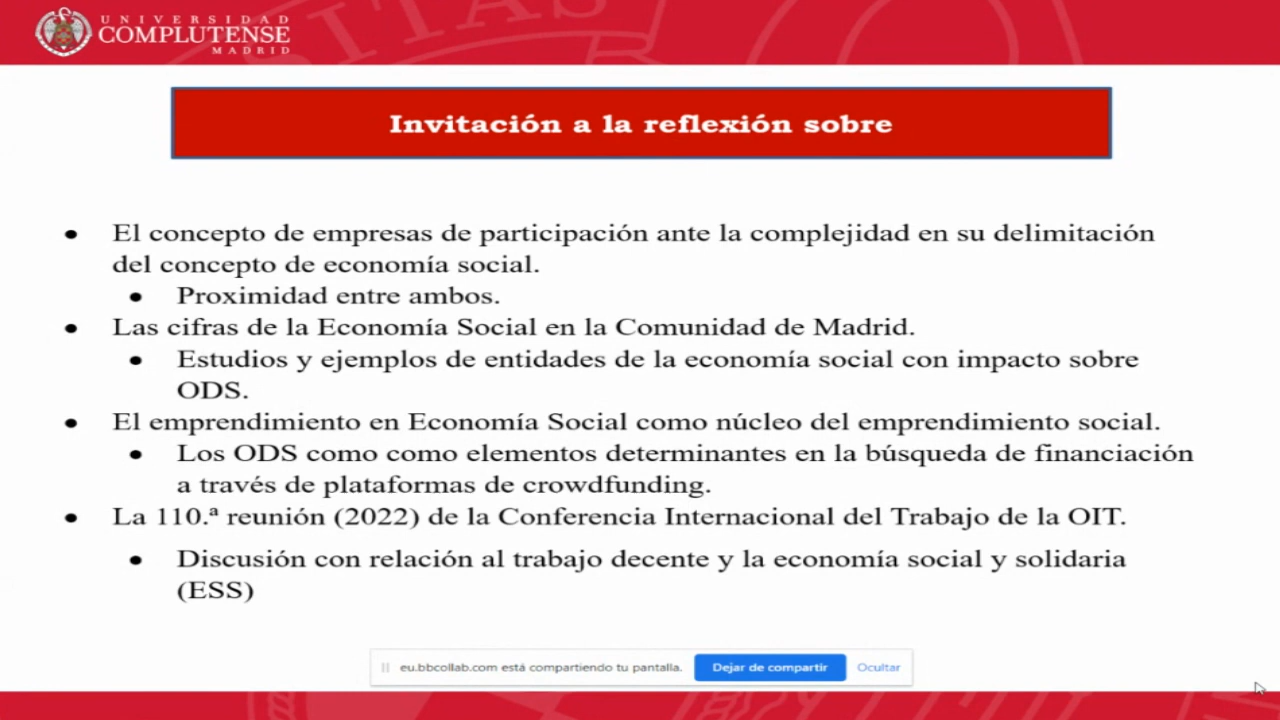 UNIVERSIDAD
COMPLUTENSE
MADRID
Invitación a la reflexión sobre
• El concepto de empresas de participación ante la complejidad en su delimitación
del concepto de economía social.
• Proximidad entre ambos.
• Las cifras de la Economía Social en la Comunidad de Madrid.
• Estudios y ejemplos de entidades de la economía social con impacto sobre
ODS.
• El emprendimiento en Economía Social como núcleo del emprendimiento social.
• Los ODS como como elementos determinantes en la búsqueda de financiación
a través de plataformas de crowdfunding.
• La 110.ª reunión (2022) de la Conferencia Internacional del Trabajo de la OIT.
• Discusión con relación al trabajo decente y la economía social y solidaria
(ESS)
eu.bbcollab.com está compartiendo tu pantalla. Dejar de compartir Ocultar